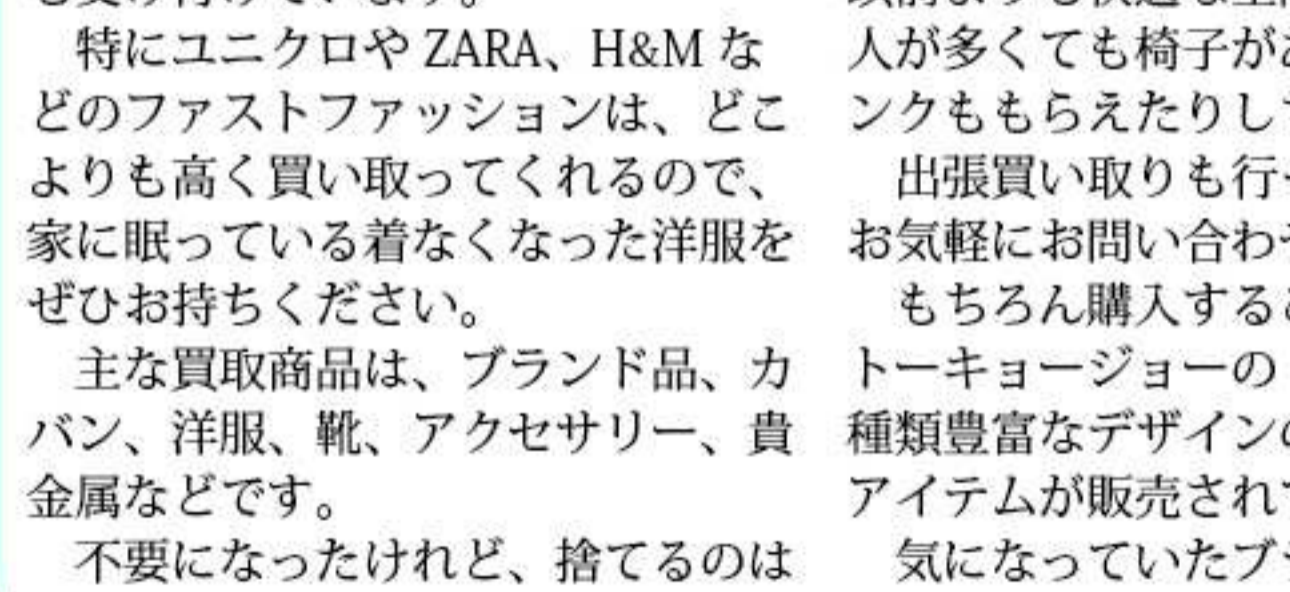 特にユニクロや ZARA、H&M な
どのファストファッションは、どこ
よりも高く買い取ってくれるので、
家に眠っている着なくなった洋服を
ぜひお持ちください。
主な買取商品は、ブランド品、カ
バン、洋服、靴、アクセサリー、貴
金属などです。
不要になったけれど、捨てるのは
人が多くても椅子が
ンクももらえたりし
出張買い取りも行
お気軽にお問い合わ
もちろん購入する
トーキョージョーの
種類豊富なデザイン
アイテムが販売され
気になっていたブ